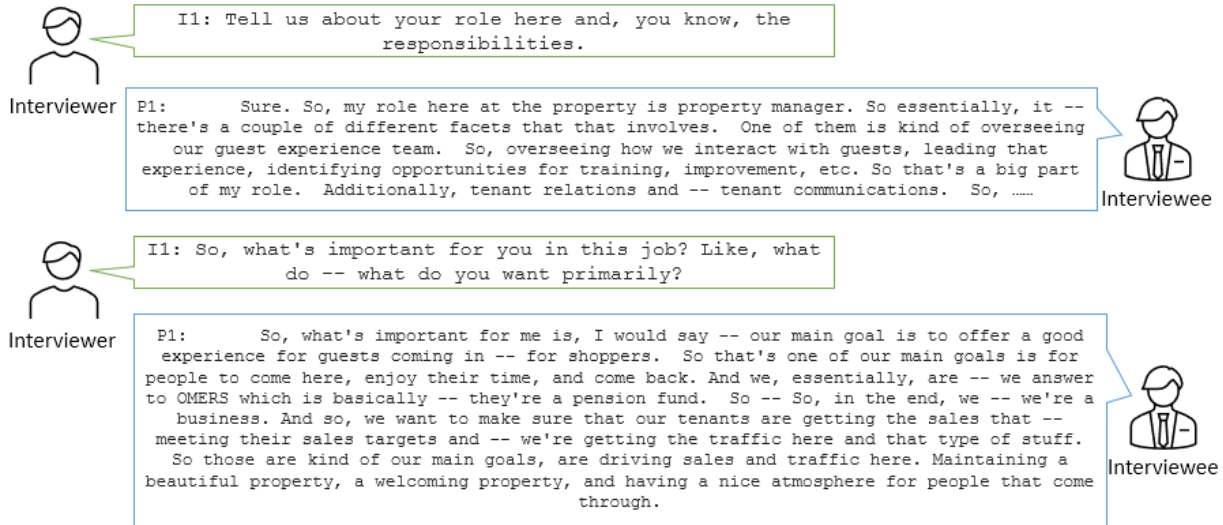 I1: Tell us about your role here and, you know, the
responsibilities.
Interviewer
P1: Sure. So, my role here at the property is property manager. So essentially, it --
there's a couple of different facets that that involves. One of them is kind of overseeing
our guest experience team. So, overseeing how we interact with guests, leading that
experience, identifying opportunities for training, improvement, etc. So that's a big part
of my role. Additionally, tenant relations and -- tenant communications. So, ……
Interviewee
I1: So, what's important for you in this job? Like, what
do -- what do you want primarily?
Interviewer
P1: So, what's important for me is, I would say -- our main goal is to offer a good
experience for guests coming in -- for shoppers. So that's one of our main goals is for
people to come here, enjoy their time, and come back. And we, essentially, are -- we answer
to OMERS which is basically -- they're a pension fund. So -- So, in the end, we -- we're a
business. And so, we want to make sure that our tenants are getting the sales that --
meeting their sales targets and -- we're getting the traffic here and that type of stuff.
So those are kind of our main goals, are driving sales and traffic here. Maintaining a
beautiful property, a welcoming property, and having a nice atmosphere for people that come
through.
Interviewee